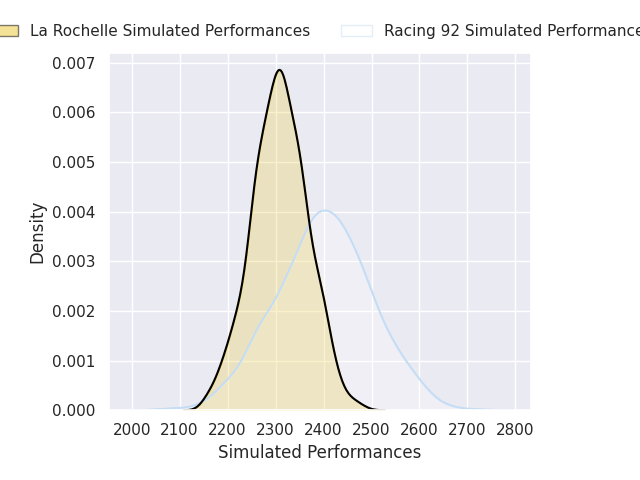 La Rochelle Simulated Performances
Racing 92 Simulated Performance
0.007
0.006
0.005
0.004
0.003
0.002
0.001
0.000
Density
2000 2100 2200 2300 2400 2500 2600 2700 2800
Simulated Performances